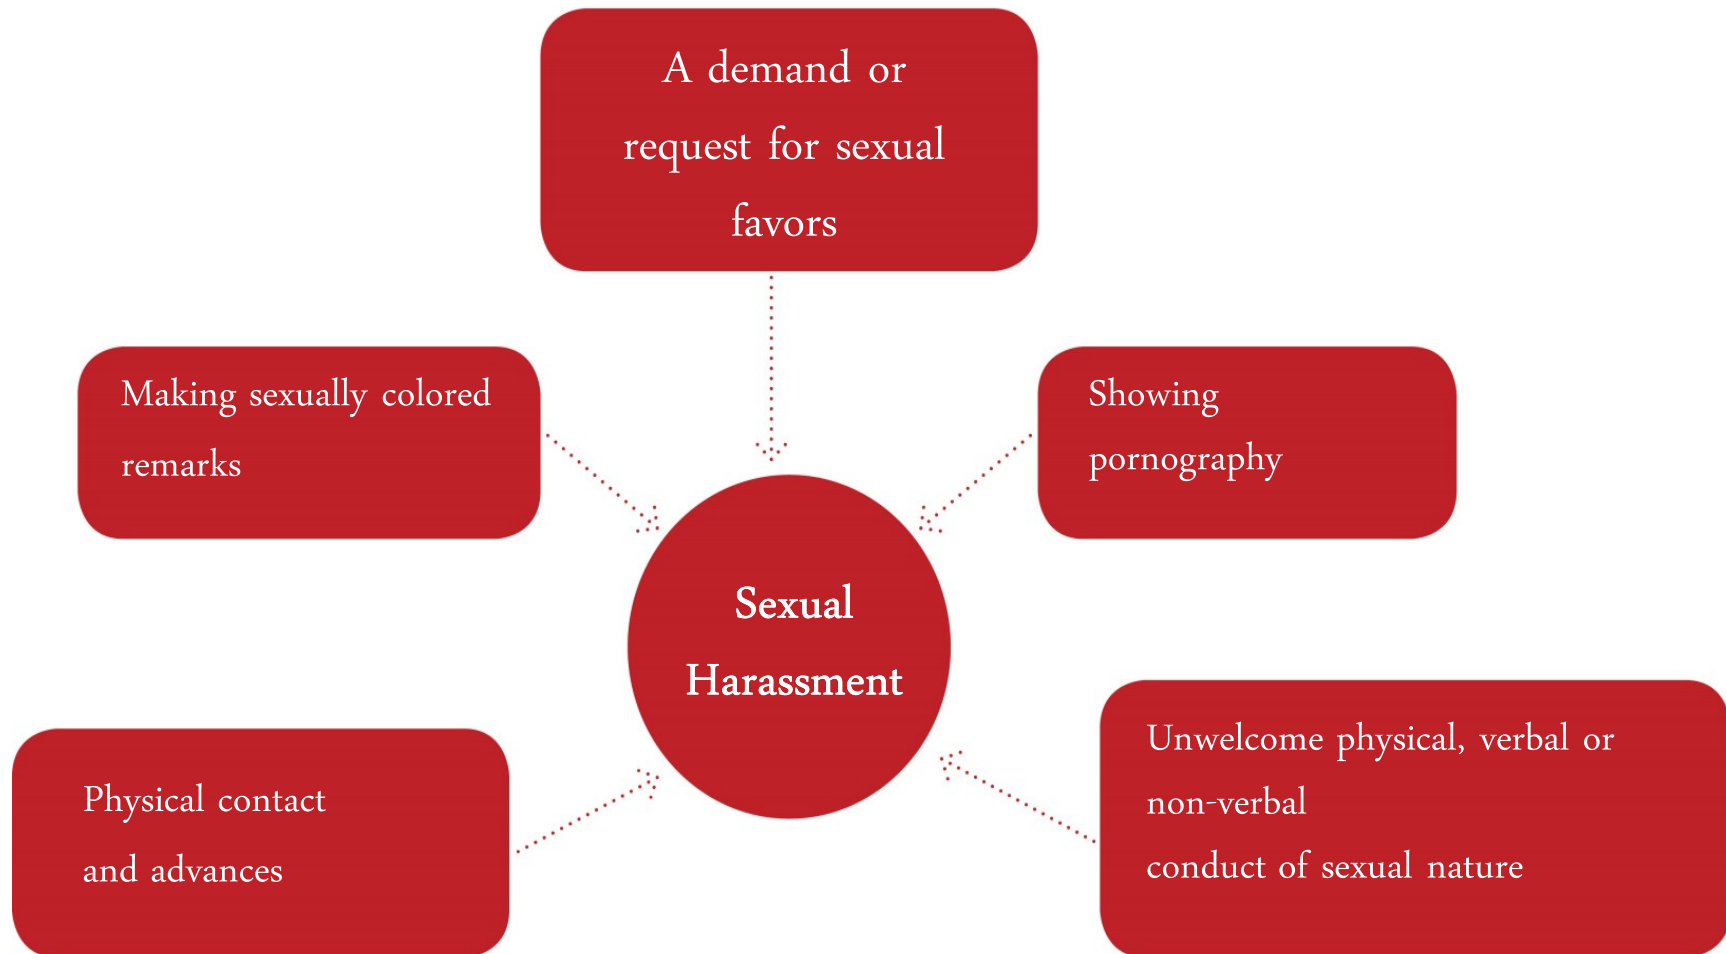 A demand or
request for sexual
favors
Making sexually colored
remarks
Showing
pornography
Sexual
Harassment
Physical contact
and advances
Unwelcome physical, verbal or
non-verbal
conduct of sexual nature